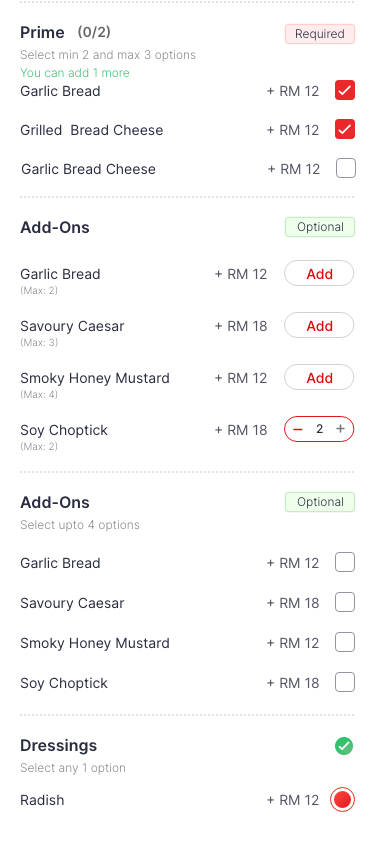 Prime (0/2) Required
Select min 2 and max 3 options
You can add 1 more
Garlic Bread + RM 12
Grilled Bread Cheese + RM 12
Garlic Bread Cheese + RM 12
Add-Ons Optional
Garlic Bread + RM 12 Add
(Max: 2)
Savoury Caesar + RM 18 Add
(Max: 3)
Smoky Honey Mustard + RM 12 Add
(Max: 4)
Soy Choptick + RM 18 − 2 +
(Max: 2)
Add-Ons Optional
Select upto 4 options
Garlic Bread + RM 12
Savoury Caesar + RM 18
Smoky Honey Mustard + RM 12
Soy Choptick + RM 18
Dressings
Select any 1 option
Radish + RM 12